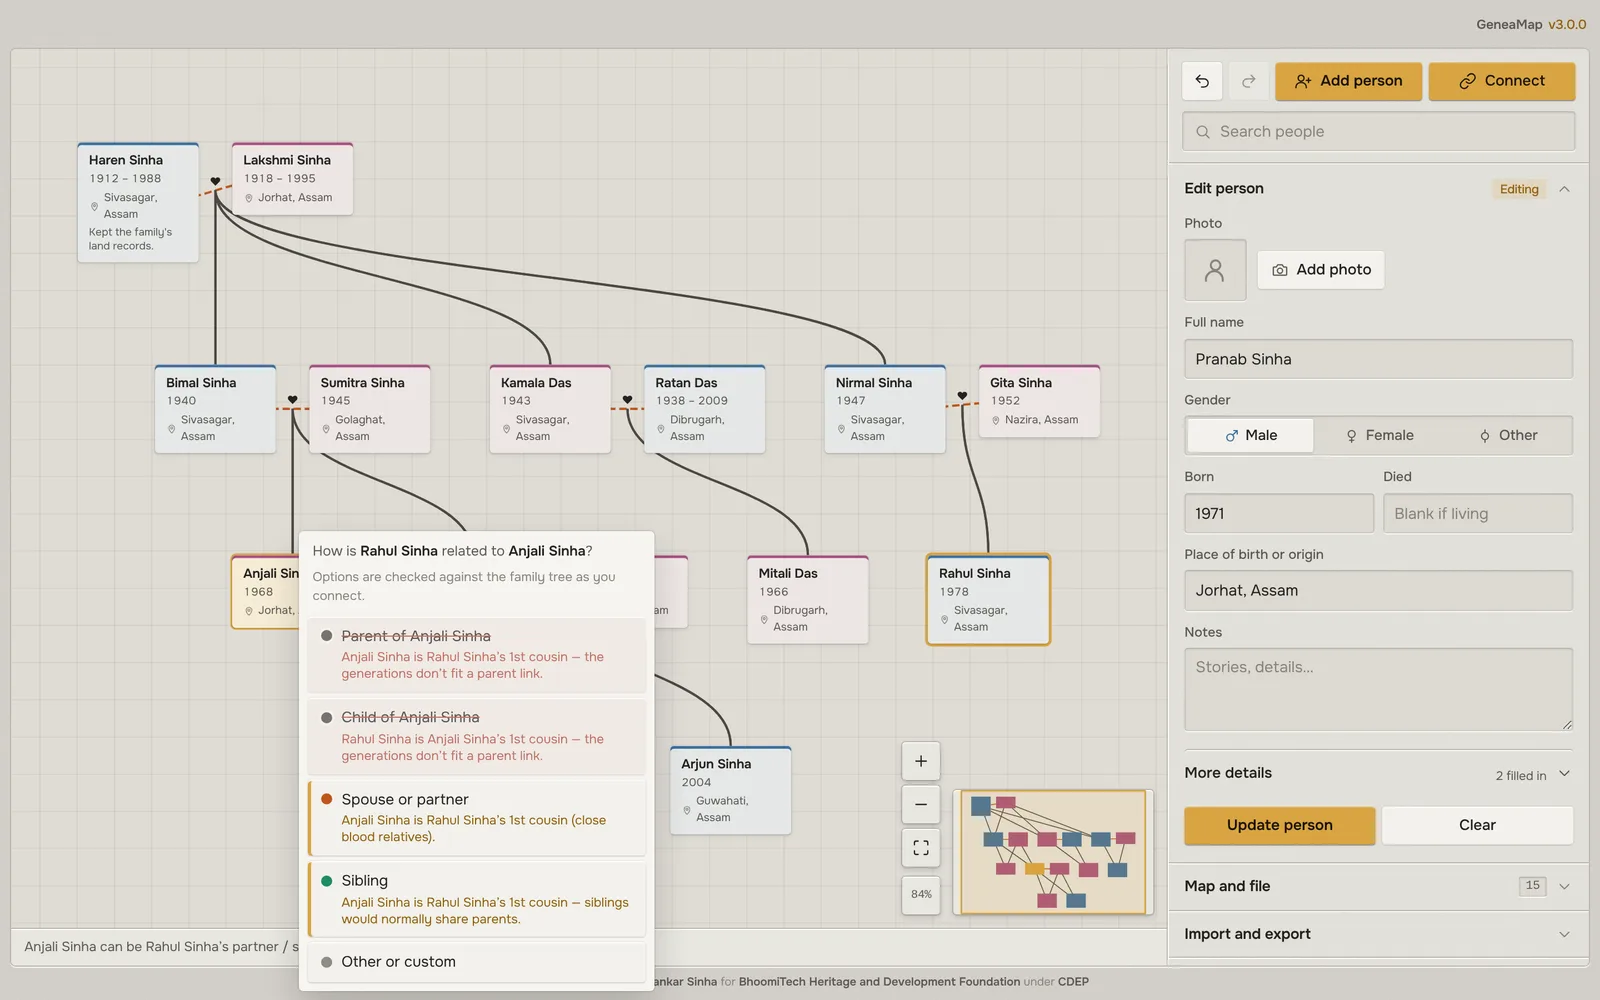 GeneaMap v3.0.0
Add person
Connect
Search people
Haren Sinha
1912 – 1988
Sivasagar,
Assam
Kept the family's
land records.
Lakshmi Sinha
1918 – 1995
Jorhat, Assam
Bimal Sinha
1940
Sivasagar,
Assam
Sumitra Sinha
1945
Golaghat,
Assam
Kamala Das
1943
Sivasagar,
Assam
Ratan Das
1938 – 2009
Dibrugarh,
Assam
Nirmal Sinha
1947
Sivasagar,
Assam
Gita Sinha
1952
Nazira, Assam
Anjali Sin
1968
Jorhat,
am
Mitali Das
1966
Dibrugarh,
Assam
Rahul Sinha
1978
Sivasagar,
Assam
Arjun Sinha
2004
Guwahati,
Assam
How is Rahul Sinha related to Anjali Sinha?
Options are checked against the family tree as you
connect.
Parent of Anjali Sinha
Anjali Sinha is Rahul Sinha's 1st cousin — the
generations don't fit a parent link.
Child of Anjali Sinha
Rahul Sinha is Anjali Sinha's 1st cousin — the
generations don't fit a parent link.
Spouse or partner
Anjali Sinha is Rahul Sinha's 1st cousin (close
blood relatives).
Sibling
Anjali Sinha is Rahul Sinha's 1st cousin — siblings
would normally share parents.
Other or custom
84%
Anjali Sinha can be Rahul Sinha's partner / s
Edit person
Editing
Photo
Add photo
Full name
Pranab Sinha
Gender
Male
Female
Other
Born
Died
1971
Blank if living
Place of birth or origin
Jorhat, Assam
Notes
Stories, details...
More details
2 filled in
Update person
Clear
Map and file
15
Import and export
ankar Sinha for BhoomiTech Heritage and Development Foundation under CDEP